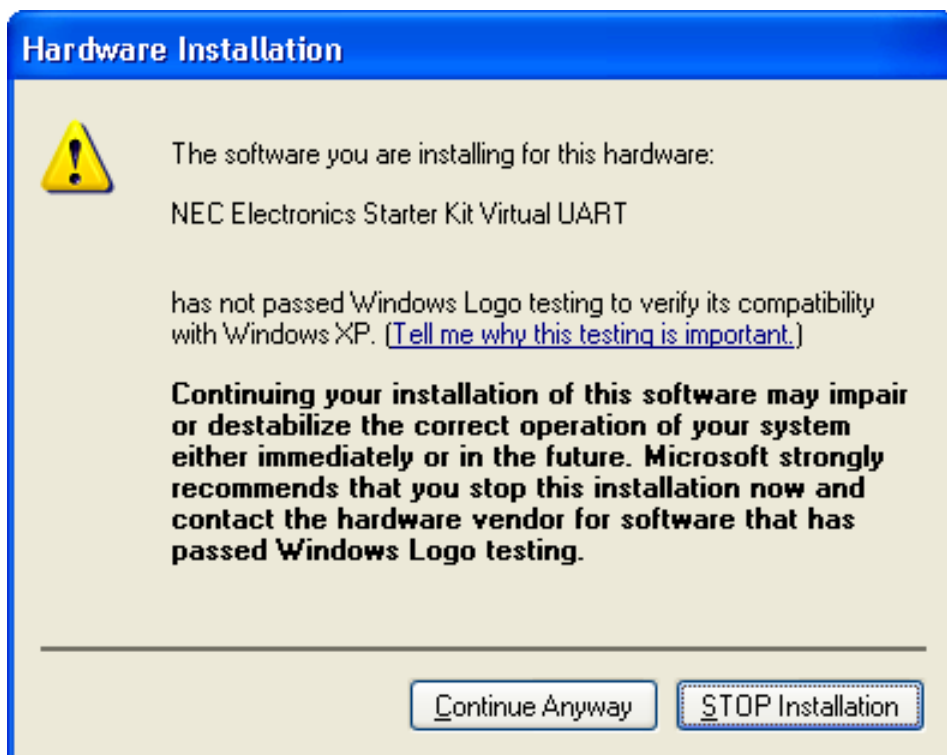 Hardware Installation
The software you are installing for this hardware:
NEC Electronics Starter Kit Virtual UART
has not passed Windows Logo testing to verify its compatibility
with Windows XP. (Tell me why this testing is important.)
Continuing your installation of this software may impair
or destabilize the correct operation of your system
either immediately or in the future. Microsoft strongly
recommends that you stop this installation now and
contact the hardware vendor for software that has
passed Windows Logo testing.
Continue Anyway
STOP Installation